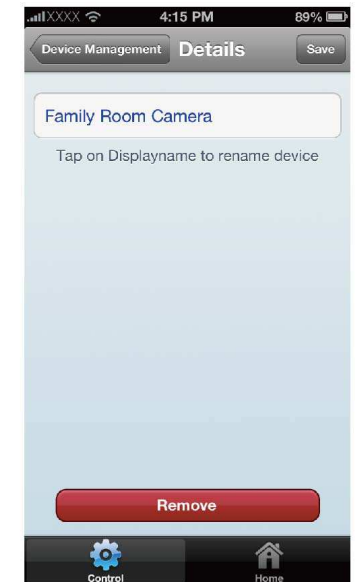 XXXX 4:15 PM 89%
Device Management Details Save
Family Room Camera
Tap on Displayname to rename device
Remove
Control Home